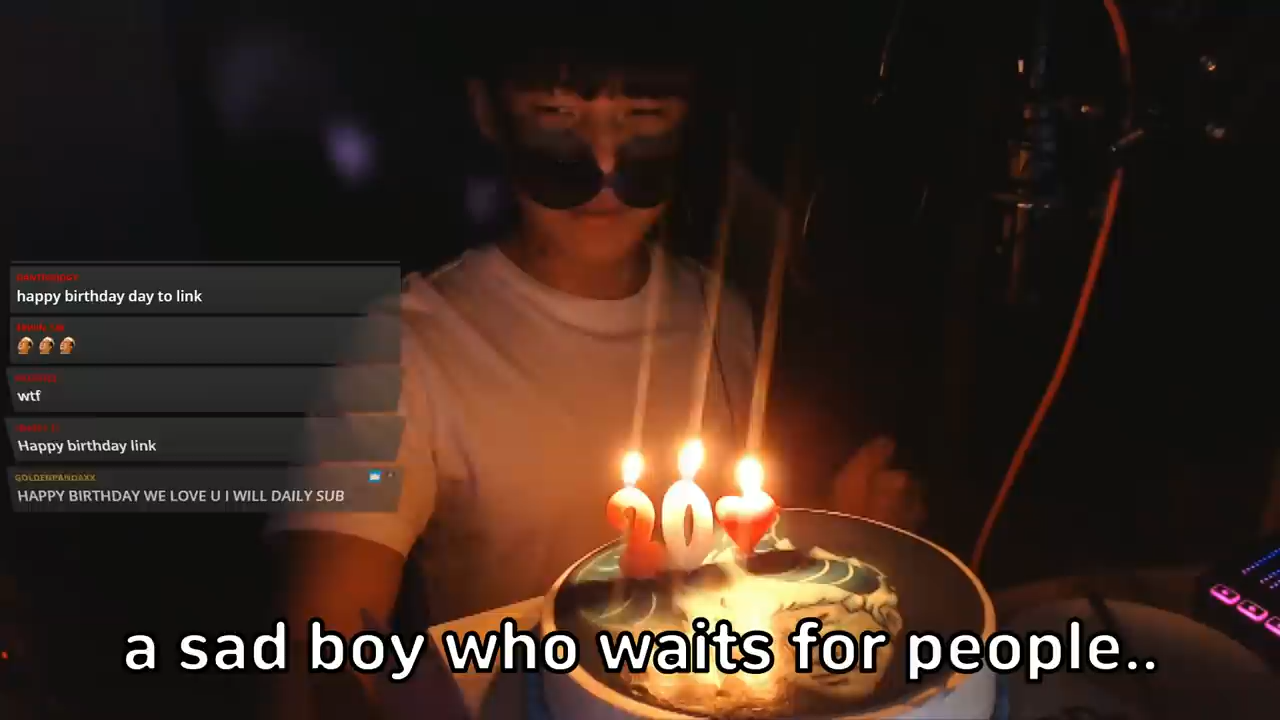 happy birthday day to link
wtf
Happy birthday link
GOLDENPANDAXX
HAPPY BIRTHDAY WE LOVE U I WILL DAILY SUB
20
a sad boy who waits for people..